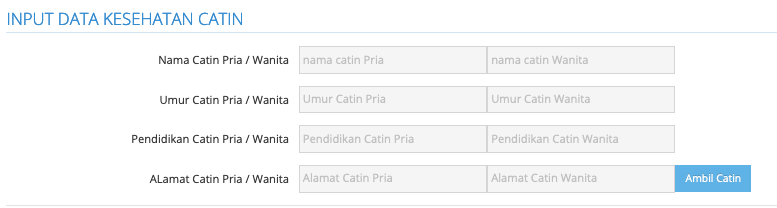 INPUT DATA KESEHATAN CATIN
Nama Catin Pria / Wanita nama catin Pria nama catin Wanita
Umur Catin Pria / Wanita Umur Catin Pria Umur Catin Wanita
Pendidikan Catin Pria / Wanita Pendidikan Catin Pria Pendidikan Catin Wanita
ALamat Catin Pria / Wanita Alamat Catin Pria Alamat Catin Wanita Ambil Catin